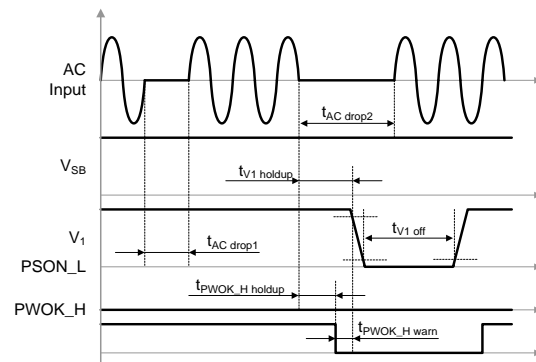 AC
Input
tAC drop2
VSB
tV1 holdup
V1
tV1 off
tAC drop1
PSON_L
tPWOK_H holdup
PWOK_H
tPWOK_H warn